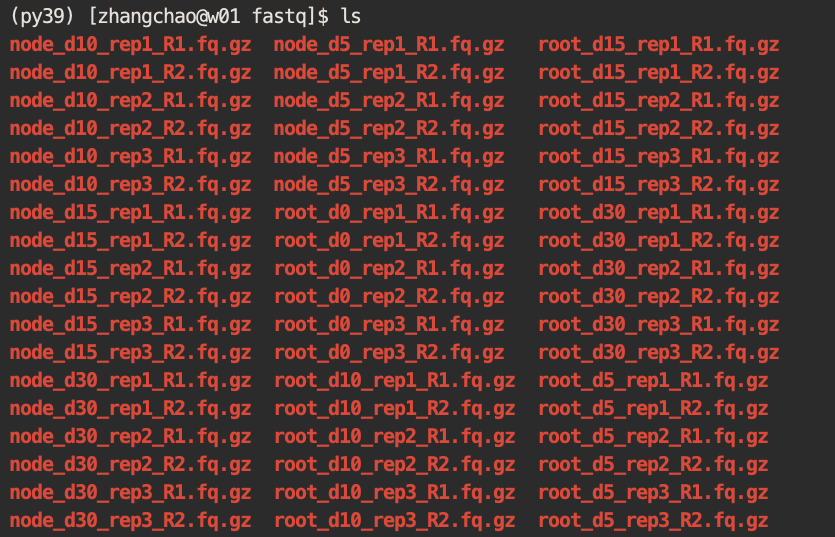 (py39) [zhangchao@w01 fastq]$ ls
node_d10_rep1_R1.fq.gz node_d5_rep1_R1.fq.gz root_d15_rep1_R1.fq.gz
node_d10_rep1_R2.fq.gz node_d5_rep1_R2.fq.gz root_d15_rep1_R2.fq.gz
node_d10_rep2_R1.fq.gz node_d5_rep2_R1.fq.gz root_d15_rep2_R1.fq.gz
node_d10_rep2_R2.fq.gz node_d5_rep2_R2.fq.gz root_d15_rep2_R2.fq.gz
node_d10_rep3_R1.fq.gz node_d5_rep3_R1.fq.gz root_d15_rep3_R1.fq.gz
node_d10_rep3_R2.fq.gz node_d5_rep3_R2.fq.gz root_d15_rep3_R2.fq.gz
node_d15_rep1_R1.fq.gz root_d0_rep1_R1.fq.gz root_d30_rep1_R1.fq.gz
node_d15_rep1_R2.fq.gz root_d0_rep1_R2.fq.gz root_d30_rep1_R2.fq.gz
node_d15_rep2_R1.fq.gz root_d0_rep2_R1.fq.gz root_d30_rep2_R1.fq.gz
node_d15_rep2_R2.fq.gz root_d0_rep2_R2.fq.gz root_d30_rep2_R2.fq.gz
node_d15_rep3_R1.fq.gz root_d0_rep3_R1.fq.gz root_d30_rep3_R1.fq.gz
node_d15_rep3_R2.fq.gz root_d0_rep3_R2.fq.gz root_d30_rep3_R2.fq.gz
node_d30_rep1_R1.fq.gz root_d10_rep1_R1.fq.gz root_d5_rep1_R1.fq.gz
node_d30_rep1_R2.fq.gz root_d10_rep1_R2.fq.gz root_d5_rep1_R2.fq.gz
node_d30_rep2_R1.fq.gz root_d10_rep2_R1.fq.gz root_d5_rep2_R1.fq.gz
node_d30_rep2_R2.fq.gz root_d10_rep2_R2.fq.gz root_d5_rep2_R2.fq.gz
node_d30_rep3_R1.fq.gz root_d10_rep3_R1.fq.gz root_d5_rep3_R1.fq.gz
node_d30_rep3_R2.fq.gz root_d10_rep3_R2.fq.gz root_d5_rep3_R2.fq.gz